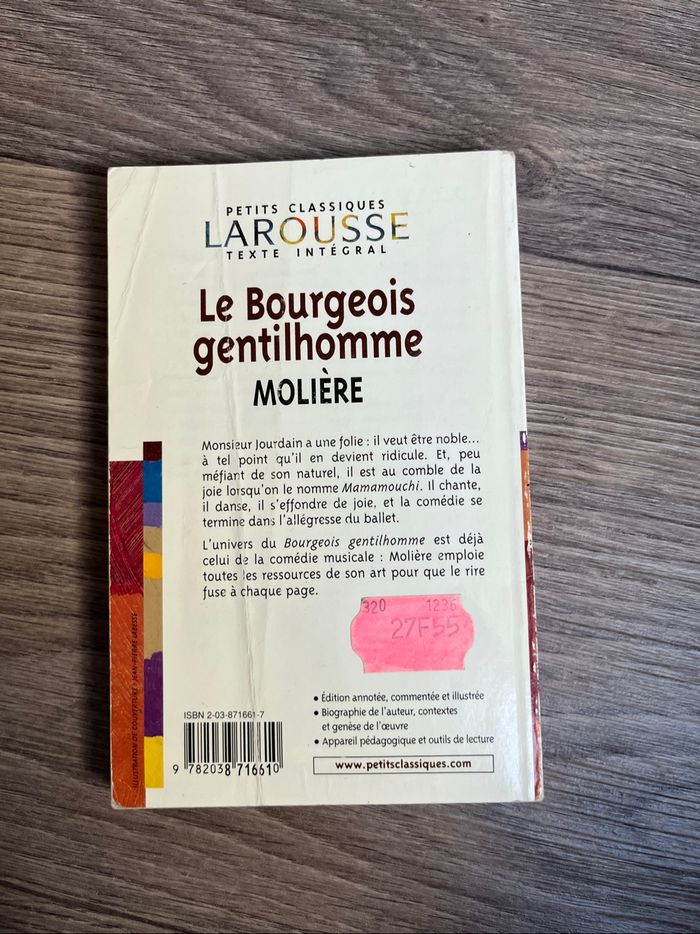 PETITS CLASSIQUES
LAROUSSE
TEXTE INTÉGRAL
Le Bourgeois
gentilhomme
MOLIÈRE
Monsieur Jourdain a une folie : il veut être noble...
à tel point qu'il en devient ridicule. Et, peu
méfiant de son naturel, il est au comble de la
joie lorsqu'on le nomme Mamamouchi. Il chante,
il danse, il s'effondre de joie, et la comédie se
termine dans l'allégresse du ballet.
L'univers du Bourgeois gentilhomme est déjà
celui de la comédie musicale : Molière emploie
toutes les ressources de son art pour que le rire
fuse à chaque page.
320 1236
27F55
• Édition annotée, commentée et illustrée
• Biographie de l'auteur, contextes
et genèse de l'œuvre
• Appareil pédagogique et outils de lecture
www.petitsclassiques.com
ISBN 2-03-871661-7
9 782038 716610
ILLUSTRATION DE COUVERTURE : JEAN-PIERRE LABESSE